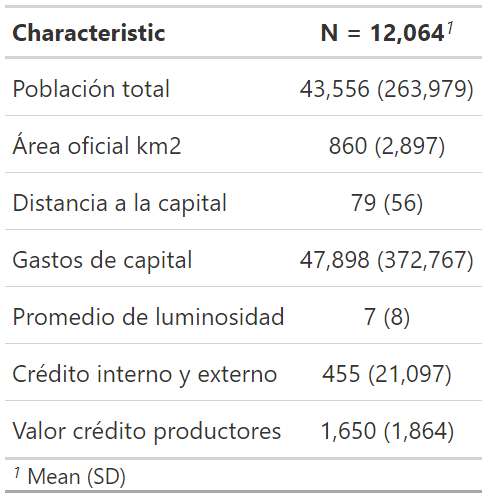 Characteristic N = 12,064¹
Población total 43,556 (263,979)
Área oficial km2 860 (2,897)
Distancia a la capital 79 (56)
Gastos de capital 47,898 (372,767)
Promedio de luminosidad 7 (8)
Crédito interno y externo 455 (21,097)
Valor crédito productores 1,650 (1,864)
¹ Mean (SD)